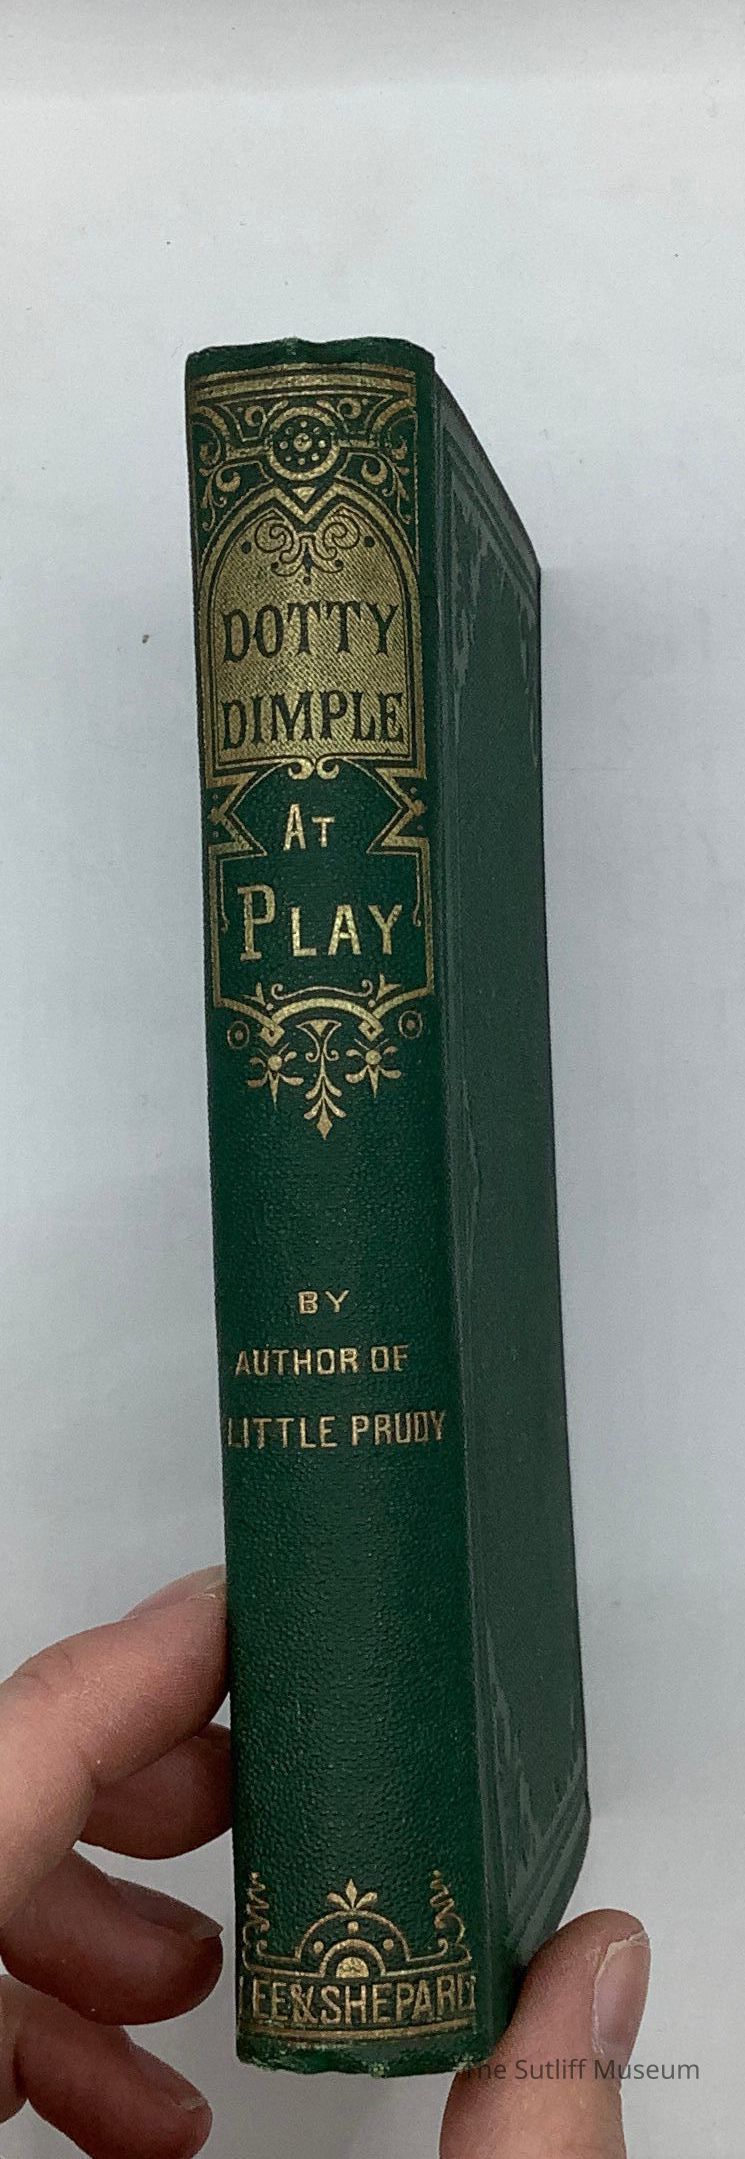 DOTTY
DIMPLE
AT
PLAY
BY
AUTHOR OF
LITTLE PRUDY
LEE & SHEPARD
The Sutliff Museum